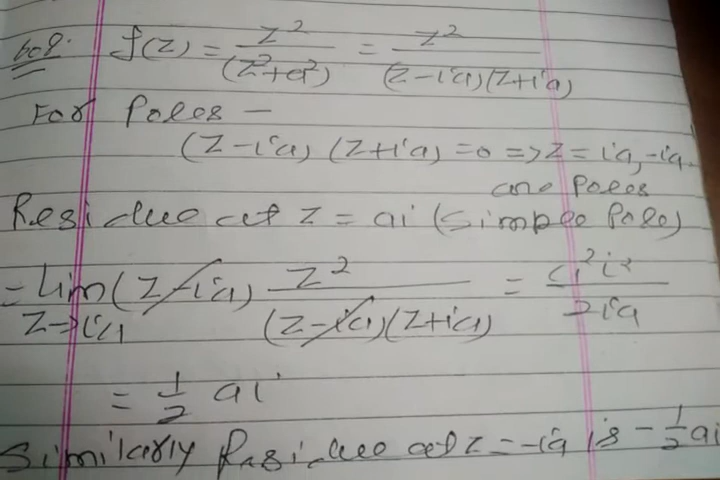 Sol. f(z) = z² / (z²+a²) = z² / (z-ia)(z+ia)
For Poles -
(z-ia) (z+ia) = 0 => z = ia, -ia.
are Poles
Residue at z = ai (Simple Pole)
= lim z→ia (z-ia) z² / (z-ia)(z+ia) = a²i² / 2ia
= 1/2 ai
Similarly Residue at z = -ia is -1/2 ai